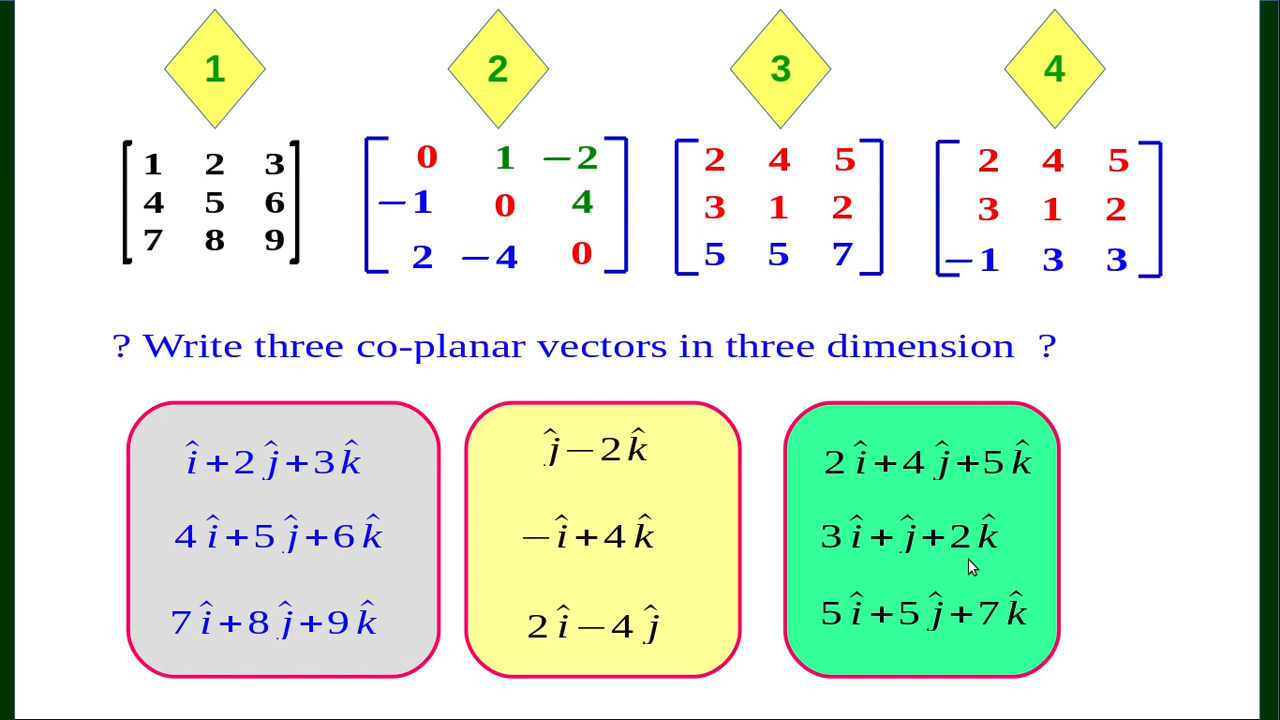 1 2 3 4
1 2 3
4 5 6
7 8 9
0 1 −2
−1 0 4
2 −4 0
2 4 5
3 1 2
5 5 7
2 4 5
3 1 2
−1 3 3
? Write three co-planar vectors in three dimension ?
î+2ĵ+3k̂
4î+5ĵ+6k̂
7î+8ĵ+9k̂
ĵ−2k̂
−î+4k̂
2î−4ĵ
2î+4ĵ+5k̂
3î+ĵ+2k̂
5î+5ĵ+7k̂